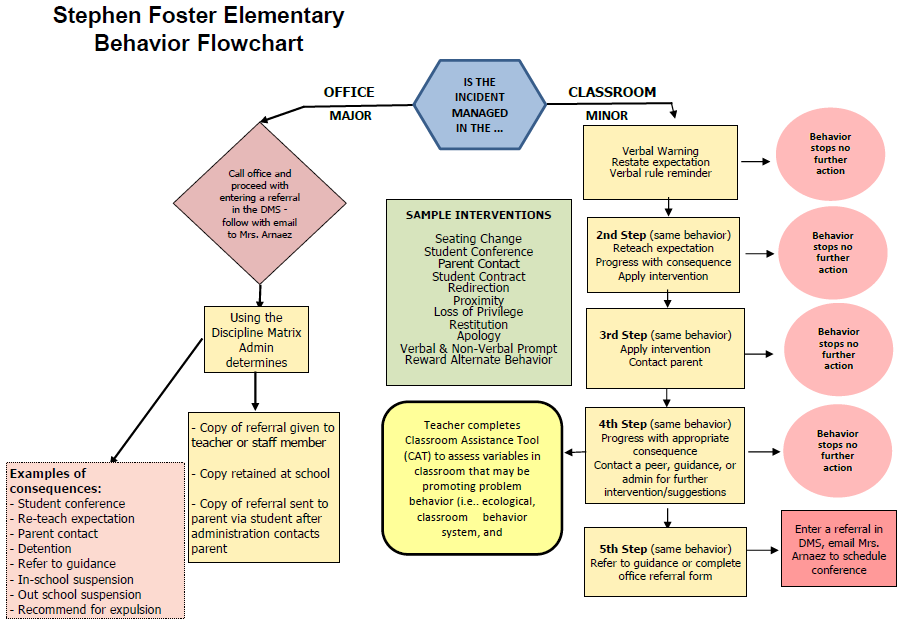 Stephen Foster Elementary
Behavior Flowchart
OFFICE
MAJOR
IS THE
INCIDENT
MANAGED
IN THE ...
CLASSROOM
MINOR
Call office and
proceed with
entering a referral
in the DMS -
follow with email
to Mrs. Arnaez
Using the
Discipline Matrix
Admin
determines
Examples of
consequences:
- Student conference
- Re-teach expectation
- Parent contact
- Detention
- Refer to guidance
- In-school suspension
- Out school suspension
- Recommend for expulsion
- Copy of referral given to
teacher or staff member
- Copy retained at school
- Copy of referral sent to
parent via student after
administration contacts
parent
SAMPLE INTERVENTIONS
Seating Change
Student Conference
Parent Contact
Student Contract
Redirection
Proximity
Loss of Privilege
Restitution
Apology
Verbal & Non-Verbal Prompt
Reward Alternate Behavior
Teacher completes
Classroom Assistance Tool
(CAT) to assess variables in
classroom that may be
promoting problem
behavior (i.e.. ecological,
classroom behavior
system, and
Verbal Warning
Restate expectation
Verbal rule reminder
Behavior
stops no
further
action
2nd Step (same behavior)
Reteach expectation
Progress with consequence
Apply intervention
Behavior
stops no
further
action
3rd Step (same behavior)
Apply intervention
Contact parent
Behavior
stops no
further
action
4th Step (same behavior)
Progress with appropriate
consequence
Contact a peer, guidance, or
admin for further
intervention/suggestions
Behavior
stops no
further
action
5th Step (same behavior)
Refer to guidance or complete
office referral form
Enter a referral in
DMS, email Mrs.
Arnaez to schedule
conference